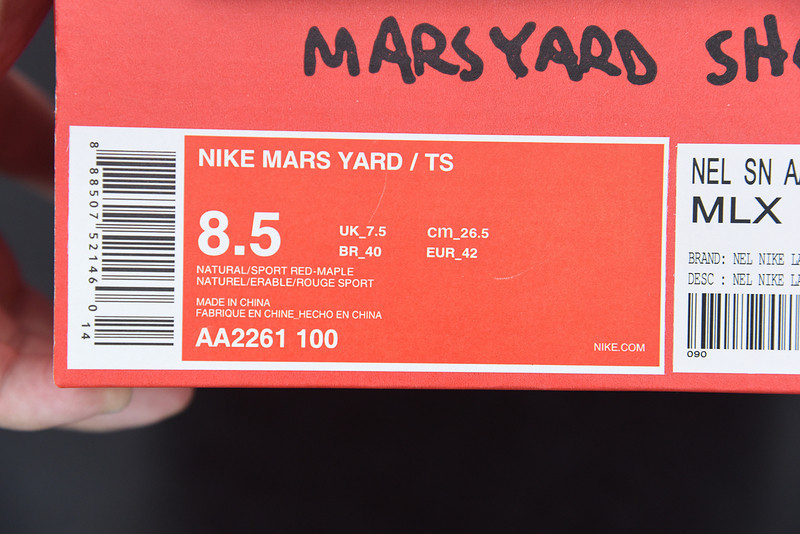 MARSYARD
NIKE MARS YARD / TS
8.5
UK_7.5
cm_26.5
BR_40
EUR_42
NATURAL/SPORT RED-MAPLE
NATUREL/ERABLE/ROUGE SPORT
MADE IN CHINA
FABRIQUE EN CHINE_HECHO EN CHINA
AA2261 100
NIKE.COM
8 88507 52146 0 14
NEL SN
MLX
BRAND: NEL NIKE
DESC : NEL NIKE
090